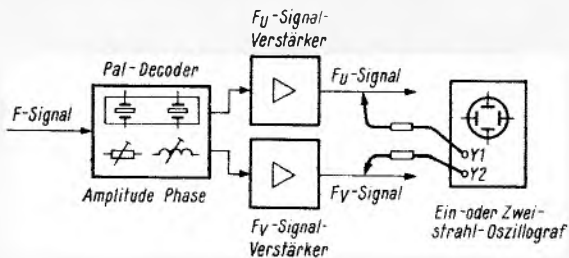 F_U-Signal-
Verstärker
Pal-Decoder
F-Signal
Amplitude Phase
F_U-Signal
F_V-Signal
F_V-Signal-
Verstärker
Y1
Y2
Ein-oder Zwei-
strahl-Oszillograf